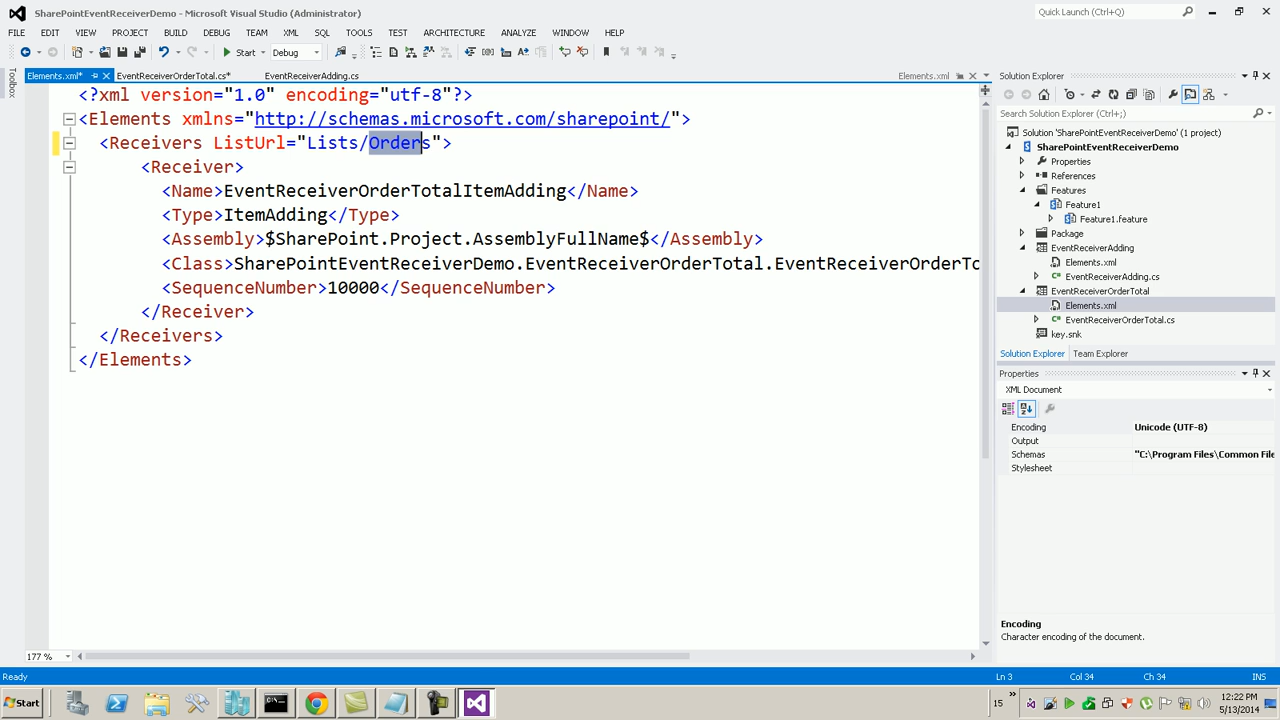 SharePointEventReceiverDemo - Microsoft Visual Studio (Administrator)
Quick Launch (Ctrl+Q)
FILE EDIT VIEW PROJECT BUILD DEBUG TEAM XML SQL TOOLS TEST ARCHITECTURE ANALYZE WINDOW HELP
Start Debug
Toolbox
Elements.xml* EventReceiverOrderTotal.cs* EventReceiverAdding.cs Elements.xml
<?xml version="1.0" encoding="utf-8"?>
<Elements xmlns="http://schemas.microsoft.com/sharepoint/">
<Receivers ListUrl="Lists/Orders">
<Receiver>
<Name>EventReceiverOrderTotalItemAdding</Name>
<Type>ItemAdding</Type>
<Assembly>$SharePoint.Project.AssemblyFullName$</Assembly>
<Class>SharePointEventReceiverDemo.EventReceiverOrderTotal.EventReceiverOrderTo
<SequenceNumber>10000</SequenceNumber>
</Receiver>
</Receivers>
</Elements>
177 %
Solution Explorer
Search Solution Explorer (Ctrl+;)
Solution 'SharePointEventReceiverDemo' (1 project)
SharePointEventReceiverDemo
Properties
References
Features
Feature1
Feature1.feature
Package
EventReceiverAdding
Elements.xml
EventReceiverAdding.cs
EventReceiverOrderTotal
Elements.xml
EventReceiverOrderTotal.cs
key.snk
Solution Explorer Team Explorer
Properties
XML Document
Encoding Unicode (UTF-8)
Output
Schemas "C:\Program Files\Common File
Stylesheet
Encoding
Character encoding of the document.
Ready Ln 3 Col 34 Ch 34 INS
Start
15
12:22 PM
5/13/2014